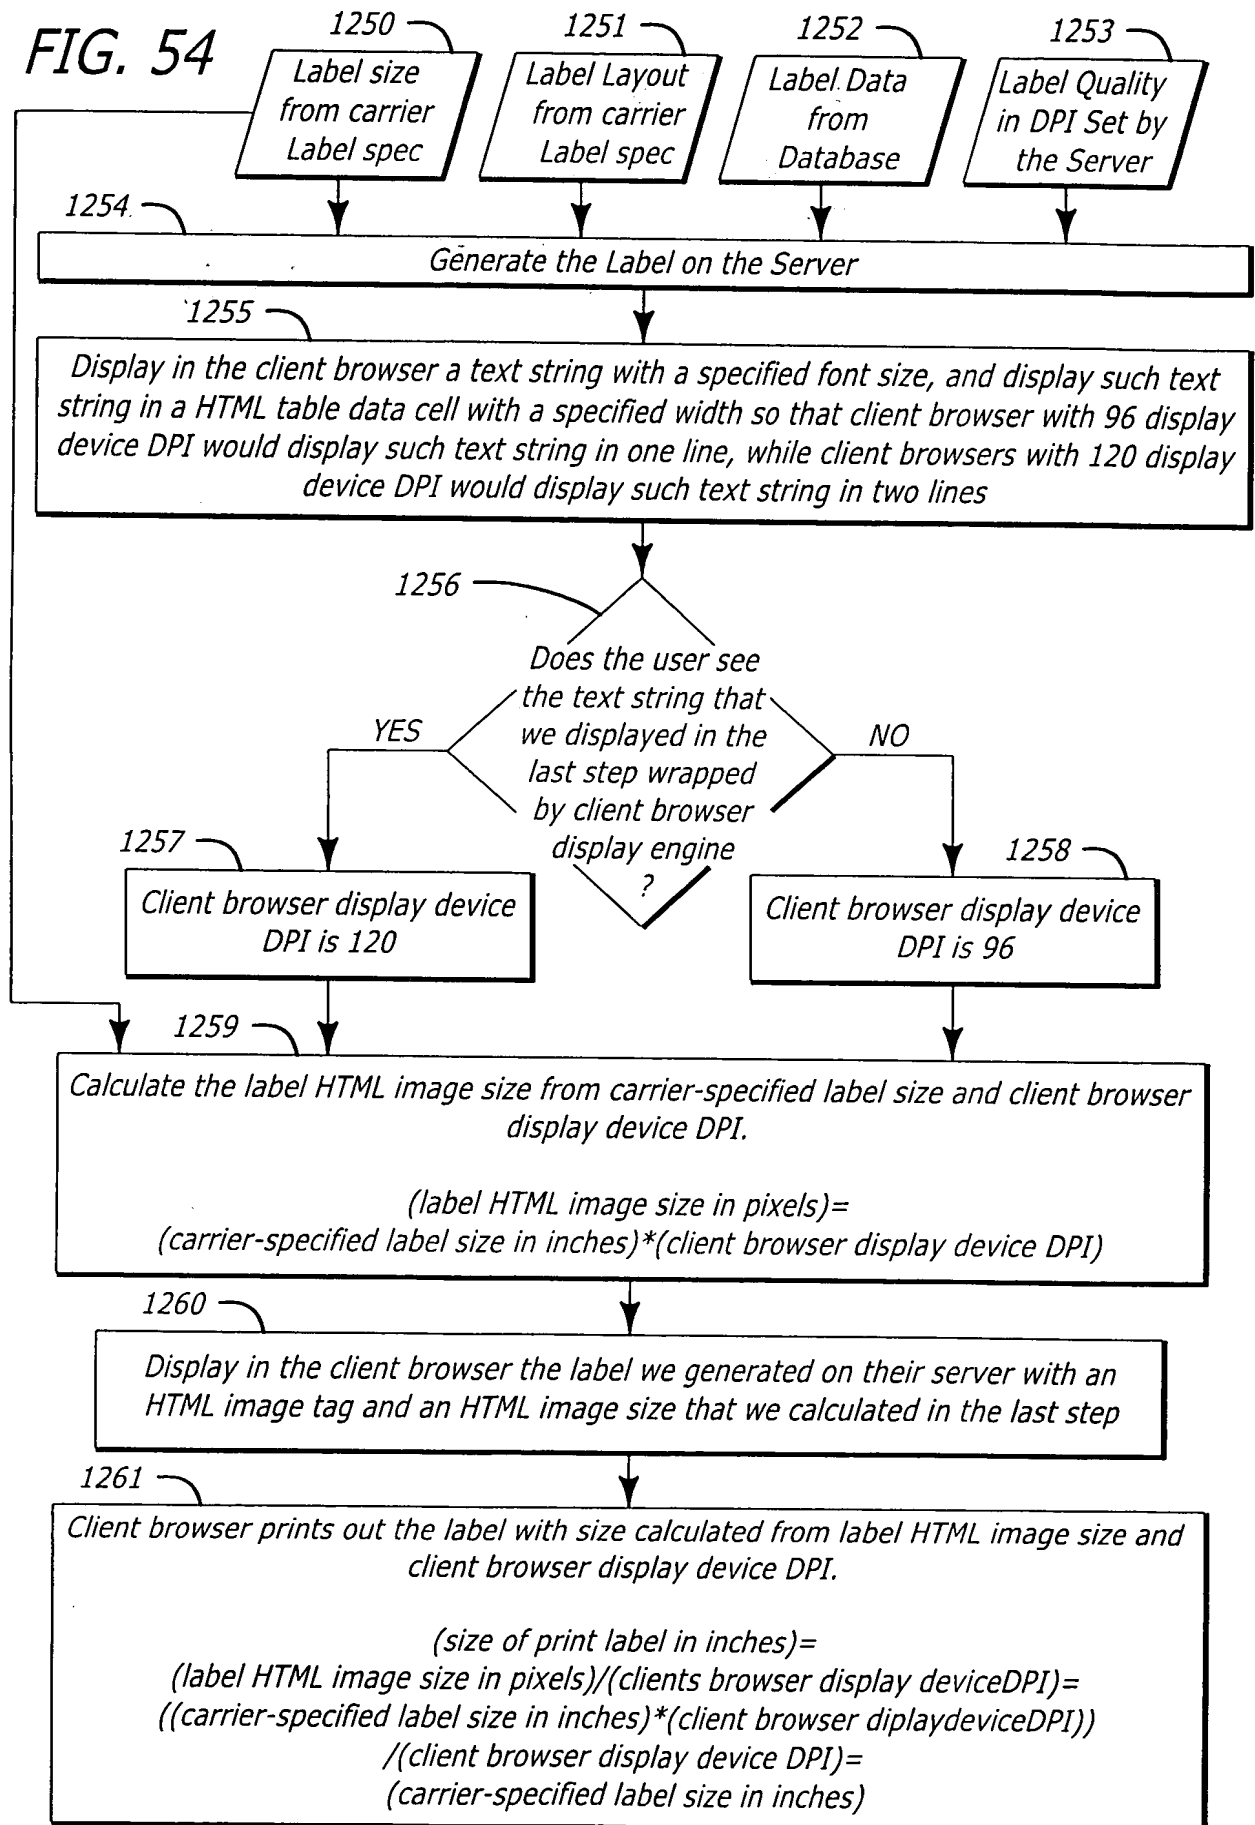 FIG. 54
1250
Label size
from carrier
Label spec
1251
Label Layout
from carrier
Label spec
1252
Label Data
from
Database
1253
Label Quality
in DPI Set by
the Server
1254
Generate the Label on the Server
1255
Display in the client browser a text string with a specified font size, and display such text
string in a HTML table data cell with a specified width so that client browser with 96 display
device DPI would display such text string in one line, while client browsers with 120 display
device DPI would display such text string in two lines
1256
Does the user see
the text string that
we displayed in the
last step wrapped
by client browser
display engine
?
YES
NO
1257
Client browser display device
DPI is 120
1258
Client browser display device
DPI is 96
1259
Calculate the label HTML image size from carrier-specified label size and client browser
display device DPI.
(label HTML image size in pixels)=
(carrier-specified label size in inches)*(client browser display device DPI)
1260
Display in the client browser the label we generated on their server with an
HTML image tag and an HTML image size that we calculated in the last step
1261
Client browser prints out the label with size calculated from label HTML image size and
client browser display device DPI.
(size of print label in inches)=
(label HTML image size in pixels)/(clients browser display deviceDPI)=
((carrier-specified label size in inches)*(client browser diplaydeviceDPI))
/(client browser display device DPI)=
(carrier-specified label size in inches)